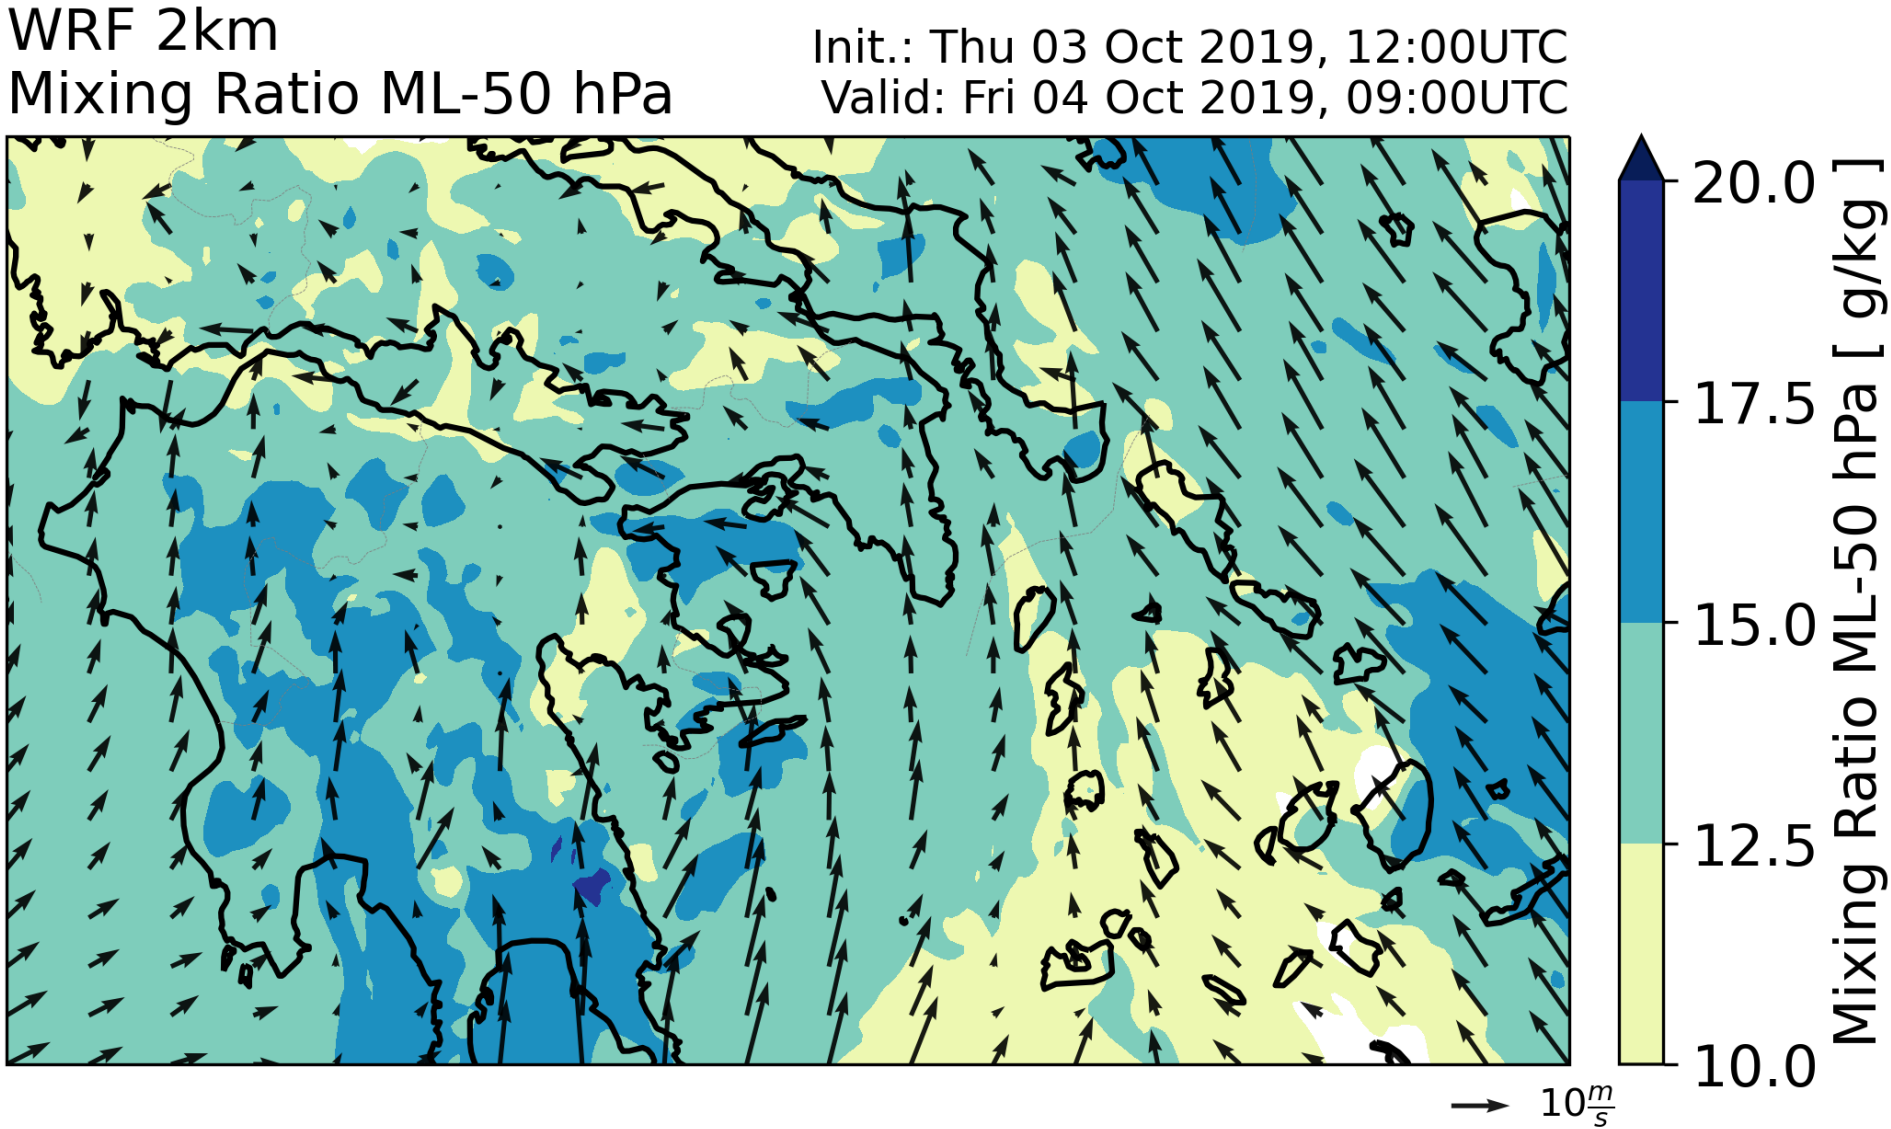 WRF 2km
Mixing Ratio ML-50 hPa
Init.: Thu 03 Oct 2019, 12:00UTC
Valid: Fri 04 Oct 2019, 09:00UTC
20.0
17.5
15.0
12.5
10.0
Mixing Ratio ML-50 hPa [ g/kg ]
10 m/s